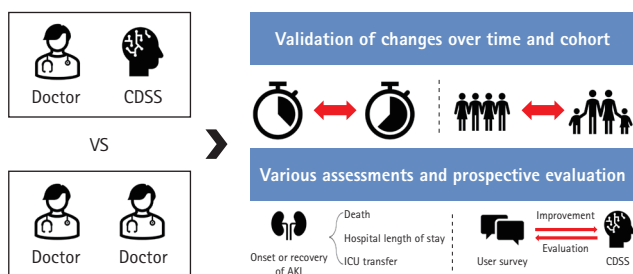 Doctor CDSS
VS
Doctor Doctor
Validation of changes over time and cohort
Various assessments and prospective evaluation
Onset or recovery
of AKI
Death
Hospital length of stay
ICU transfer
User survey
Improvement
Evaluation
CDSS